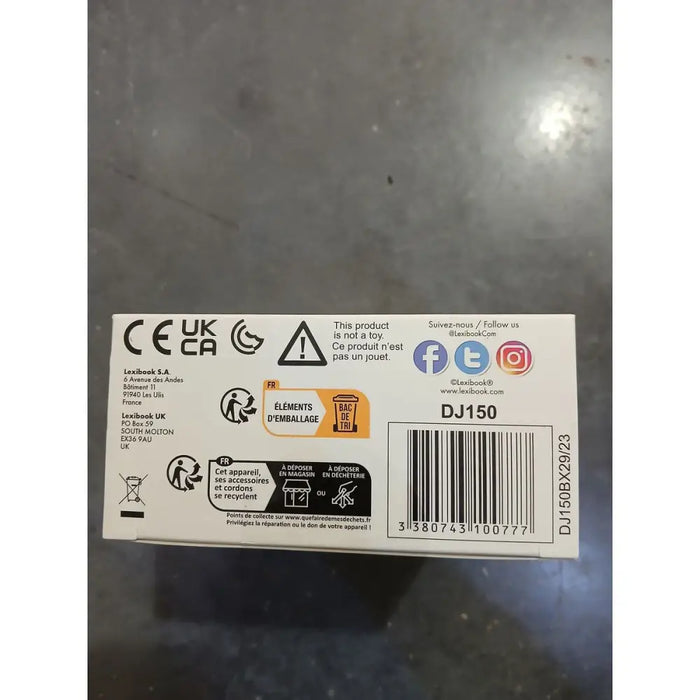 CE
UK
CA
This product
is not a toy.
Ce produit n'est
pas un jouet.
Suivez-nous / Follow us
@LexibookCom
©Lexibook®
www.lexibook.com
Lexibook S.A.
6 Avenue des Andes
Bâtiment 11
91940 Les Ulis
France
Lexibook UK
PO Box 59
SOUTH MOLTON
EX36 9AU
UK
FR
ÉLÉMENTS
D'EMBALLAGE
BAC
DE
TRI
DJ150
FR
Cet appareil,
ses accessoires
et cordons
se recyclent
À DÉPOSER
EN MAGASIN
OU
À DÉPOSER
EN DÉCHÈTERIE
Points de collecte sur www.quefairedemesdechets.fr
Privilégiez la réparation ou le don de votre appareil !
3 380743 100777
DJ150BX29/23